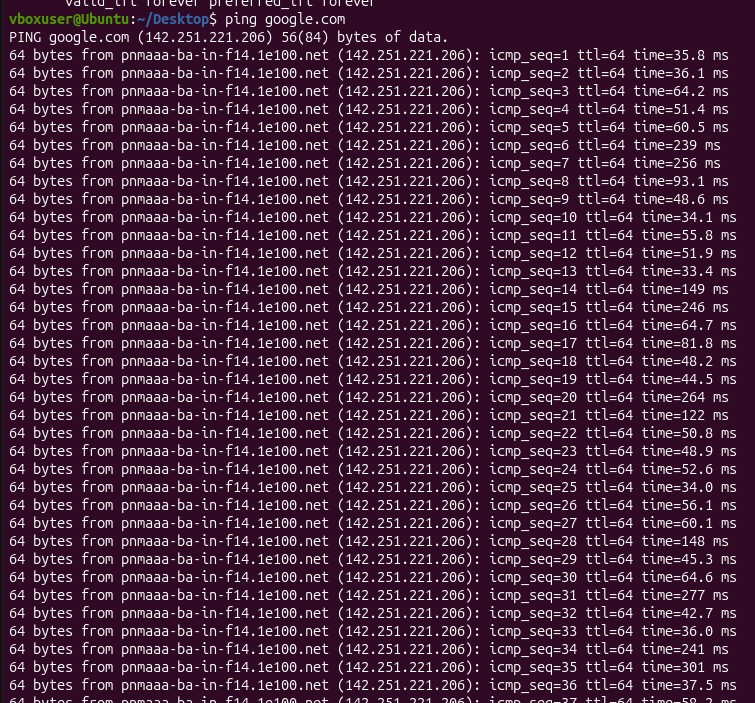 valid_lft forever preferred_lft forever
vboxuser@Ubuntu:~/Desktop$ ping google.com
PING google.com (142.251.221.206) 56(84) bytes of data.
64 bytes from pnmaaa-ba-in-f14.1e100.net (142.251.221.206): icmp_seq=1 ttl=64 time=35.8 ms
64 bytes from pnmaaa-ba-in-f14.1e100.net (142.251.221.206): icmp_seq=2 ttl=64 time=36.1 ms
64 bytes from pnmaaa-ba-in-f14.1e100.net (142.251.221.206): icmp_seq=3 ttl=64 time=64.2 ms
64 bytes from pnmaaa-ba-in-f14.1e100.net (142.251.221.206): icmp_seq=4 ttl=64 time=51.4 ms
64 bytes from pnmaaa-ba-in-f14.1e100.net (142.251.221.206): icmp_seq=5 ttl=64 time=60.5 ms
64 bytes from pnmaaa-ba-in-f14.1e100.net (142.251.221.206): icmp_seq=6 ttl=64 time=239 ms
64 bytes from pnmaaa-ba-in-f14.1e100.net (142.251.221.206): icmp_seq=7 ttl=64 time=256 ms
64 bytes from pnmaaa-ba-in-f14.1e100.net (142.251.221.206): icmp_seq=8 ttl=64 time=93.1 ms
64 bytes from pnmaaa-ba-in-f14.1e100.net (142.251.221.206): icmp_seq=9 ttl=64 time=48.6 ms
64 bytes from pnmaaa-ba-in-f14.1e100.net (142.251.221.206): icmp_seq=10 ttl=64 time=34.1 ms
64 bytes from pnmaaa-ba-in-f14.1e100.net (142.251.221.206): icmp_seq=11 ttl=64 time=55.8 ms
64 bytes from pnmaaa-ba-in-f14.1e100.net (142.251.221.206): icmp_seq=12 ttl=64 time=51.9 ms
64 bytes from pnmaaa-ba-in-f14.1e100.net (142.251.221.206): icmp_seq=13 ttl=64 time=33.4 ms
64 bytes from pnmaaa-ba-in-f14.1e100.net (142.251.221.206): icmp_seq=14 ttl=64 time=149 ms
64 bytes from pnmaaa-ba-in-f14.1e100.net (142.251.221.206): icmp_seq=15 ttl=64 time=246 ms
64 bytes from pnmaaa-ba-in-f14.1e100.net (142.251.221.206): icmp_seq=16 ttl=64 time=64.7 ms
64 bytes from pnmaaa-ba-in-f14.1e100.net (142.251.221.206): icmp_seq=17 ttl=64 time=81.8 ms
64 bytes from pnmaaa-ba-in-f14.1e100.net (142.251.221.206): icmp_seq=18 ttl=64 time=48.2 ms
64 bytes from pnmaaa-ba-in-f14.1e100.net (142.251.221.206): icmp_seq=19 ttl=64 time=44.5 ms
64 bytes from pnmaaa-ba-in-f14.1e100.net (142.251.221.206): icmp_seq=20 ttl=64 time=264 ms
64 bytes from pnmaaa-ba-in-f14.1e100.net (142.251.221.206): icmp_seq=21 ttl=64 time=122 ms
64 bytes from pnmaaa-ba-in-f14.1e100.net (142.251.221.206): icmp_seq=22 ttl=64 time=50.8 ms
64 bytes from pnmaaa-ba-in-f14.1e100.net (142.251.221.206): icmp_seq=23 ttl=64 time=48.9 ms
64 bytes from pnmaaa-ba-in-f14.1e100.net (142.251.221.206): icmp_seq=24 ttl=64 time=52.6 ms
64 bytes from pnmaaa-ba-in-f14.1e100.net (142.251.221.206): icmp_seq=25 ttl=64 time=34.0 ms
64 bytes from pnmaaa-ba-in-f14.1e100.net (142.251.221.206): icmp_seq=26 ttl=64 time=56.1 ms
64 bytes from pnmaaa-ba-in-f14.1e100.net (142.251.221.206): icmp_seq=27 ttl=64 time=60.1 ms
64 bytes from pnmaaa-ba-in-f14.1e100.net (142.251.221.206): icmp_seq=28 ttl=64 time=148 ms
64 bytes from pnmaaa-ba-in-f14.1e100.net (142.251.221.206): icmp_seq=29 ttl=64 time=45.3 ms
64 bytes from pnmaaa-ba-in-f14.1e100.net (142.251.221.206): icmp_seq=30 ttl=64 time=64.6 ms
64 bytes from pnmaaa-ba-in-f14.1e100.net (142.251.221.206): icmp_seq=31 ttl=64 time=277 ms
64 bytes from pnmaaa-ba-in-f14.1e100.net (142.251.221.206): icmp_seq=32 ttl=64 time=42.7 ms
64 bytes from pnmaaa-ba-in-f14.1e100.net (142.251.221.206): icmp_seq=33 ttl=64 time=36.0 ms
64 bytes from pnmaaa-ba-in-f14.1e100.net (142.251.221.206): icmp_seq=34 ttl=64 time=241 ms
64 bytes from pnmaaa-ba-in-f14.1e100.net (142.251.221.206): icmp_seq=35 ttl=64 time=301 ms
64 bytes from pnmaaa-ba-in-f14.1e100.net (142.251.221.206): icmp_seq=36 ttl=64 time=37.5 ms
64 bytes from pnmaaa-ba-in-f14.1e100.net (142.251.221.206): icmp_seq=37 ttl=64 time=58.2 ms